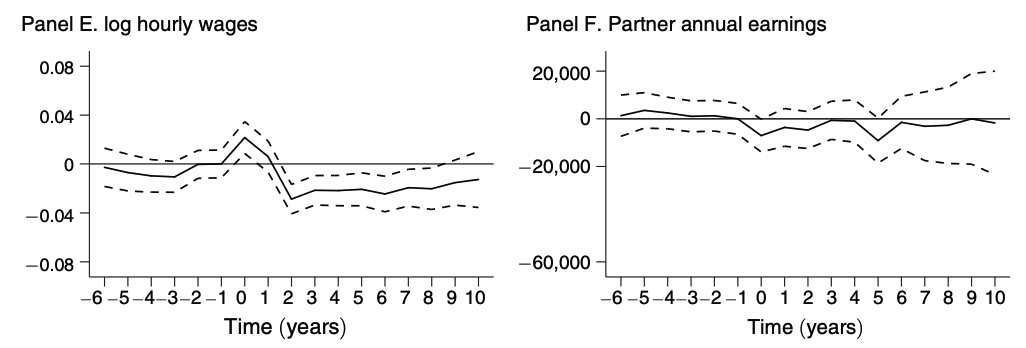 Panel E. log hourly wages
0.08
0.04
0
−0.04
−0.08
−6 −5 −4 −3 −2 −1 0 1 2 3 4 5 6 7 8 9 10
Time (years)
Panel F. Partner annual earnings
20,000
0
−20,000
−60,000
−6 −5 −4 −3 −2 −1 0 1 2 3 4 5 6 7 8 9 10
Time (years)